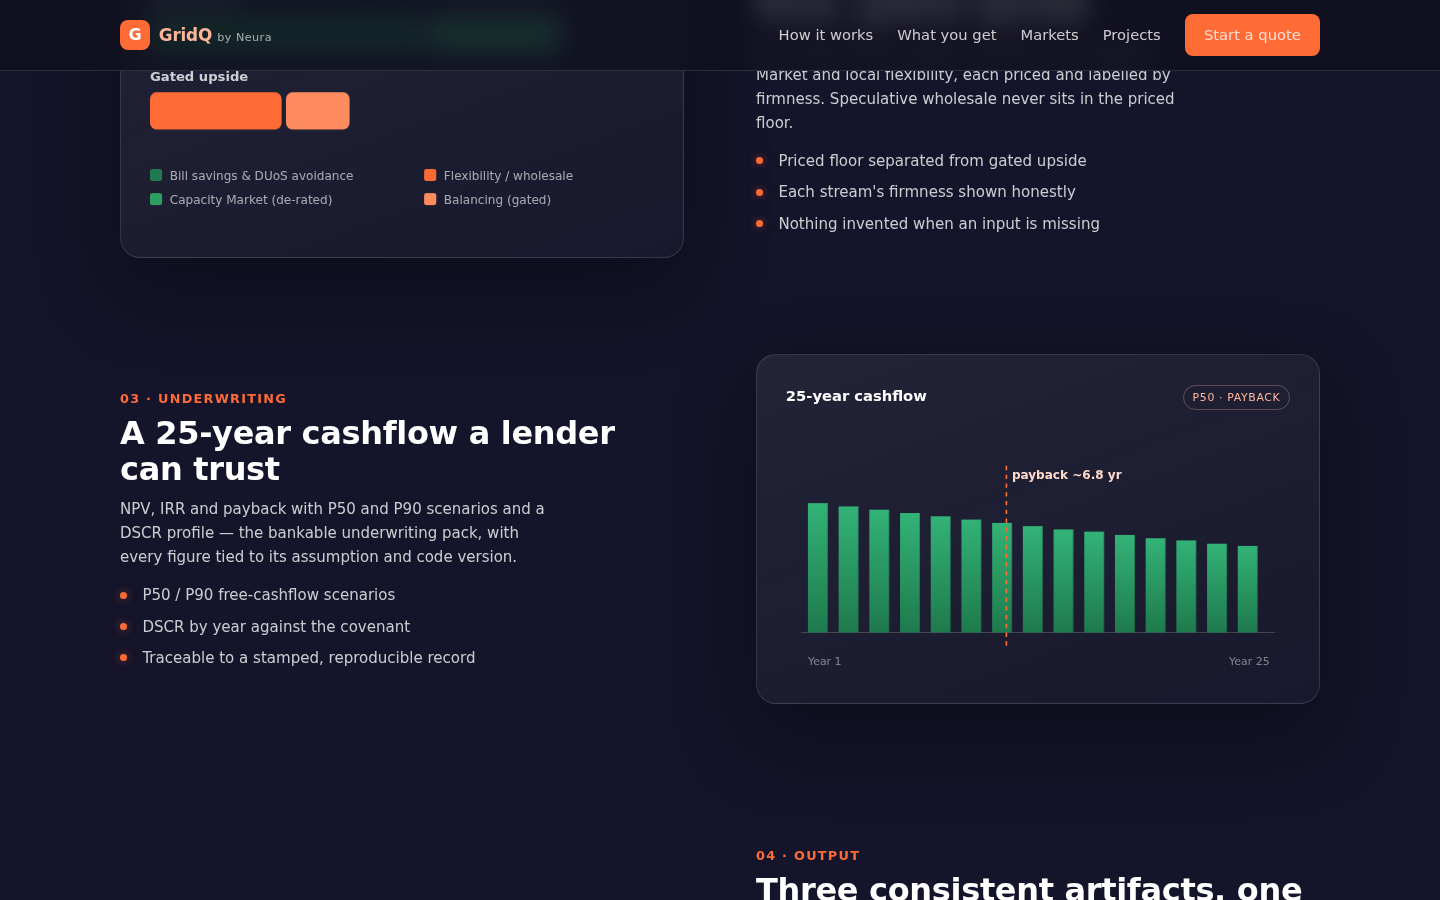 G GridQ by Neura
How it works What you get Markets Projects Start a quote
Gated upside
Bill savings & DUoS avoidance
Flexibility / wholesale
Capacity Market (de-rated)
Balancing (gated)
Market and local flexibility, each priced and labelled by
firmness. Speculative wholesale never sits in the priced
floor.
Priced floor separated from gated upside
Each stream's firmness shown honestly
Nothing invented when an input is missing
03 · UNDERWRITING
A 25-year cashflow a lender
can trust
NPV, IRR and payback with P50 and P90 scenarios and a
DSCR profile — the bankable underwriting pack, with
every figure tied to its assumption and code version.
P50 / P90 free-cashflow scenarios
DSCR by year against the covenant
Traceable to a stamped, reproducible record
25-year cashflow
P50 · PAYBACK
payback ~6.8 yr
Year 1
Year 25
04 · OUTPUT
Three consistent artifacts, one